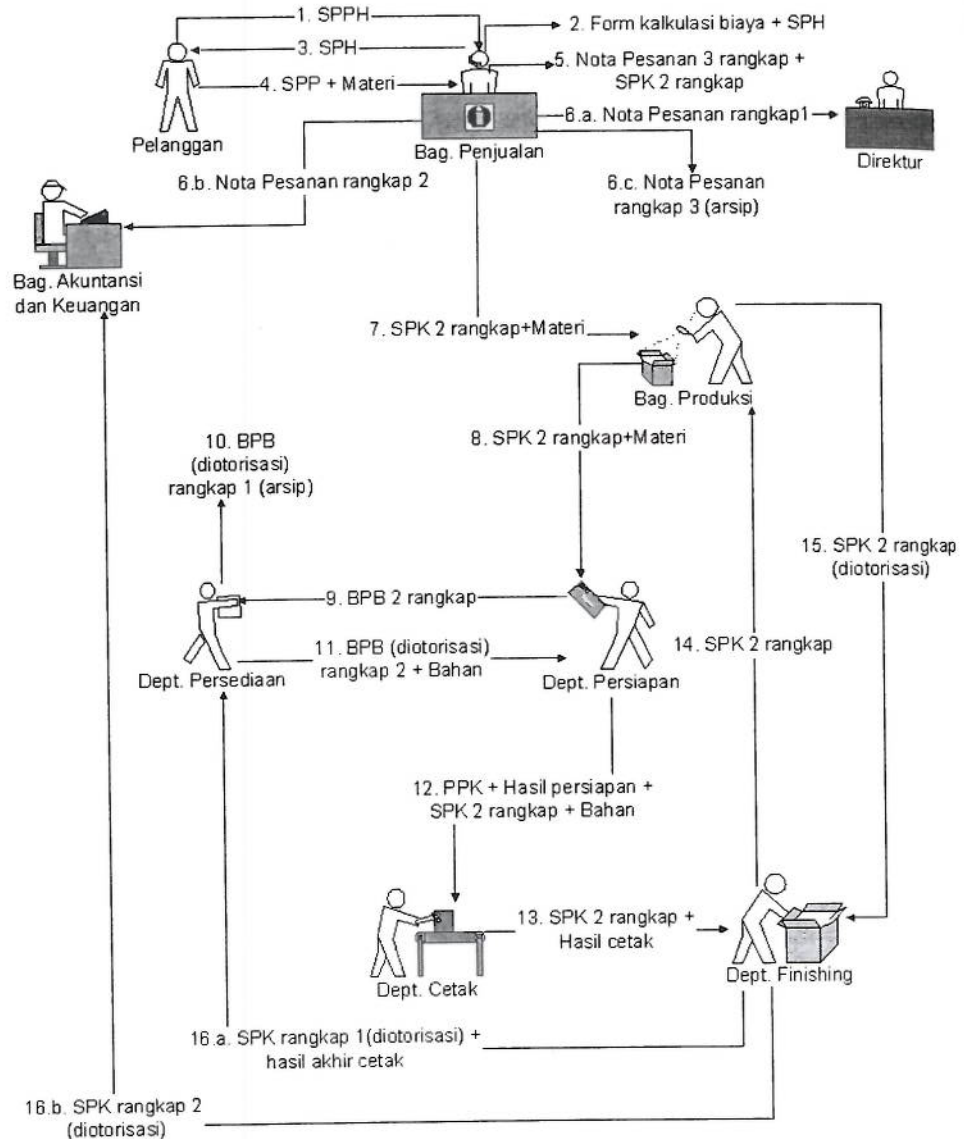 1. SPPH
2. Form kalkulasi biaya + SPH
3. SPH
5. Nota Pesanan 3 rangkap +
SPK 2 rangkap
4. SPP + Materi
6.a. Nota Pesanan rangkap1
Pelanggan
Bag. Penjualan
Direktur
6.b. Nota Pesanan rangkap 2
6.c. Nota Pesanan
rangkap 3 (arsip)
Bag. Akuntansi
dan Keuangan
7. SPK 2 rangkap+Materi
Bag. Produksi
8. SPK 2 rangkap+Materi
10. BPB
(diotorisasi)
rangkap 1 (arsip)
15. SPK 2 rangkap
(diotorisasi)
9. BPB 2 rangkap
11. BPB (diotorisasi)
rangkap 2 + Bahan
14. SPK 2 rangkap
Dept. Persediaan
Dept. Persiapan
12. PPK + Hasil persiapan +
SPK 2 rangkap + Bahan
13. SPK 2 rangkap +
Hasil cetak
Dept. Cetak
Dept. Finishing
16.a. SPK rangkap 1(diotorisasi) +
hasil akhir cetak
16.b. SPK rangkap 2
(diotorisasi)